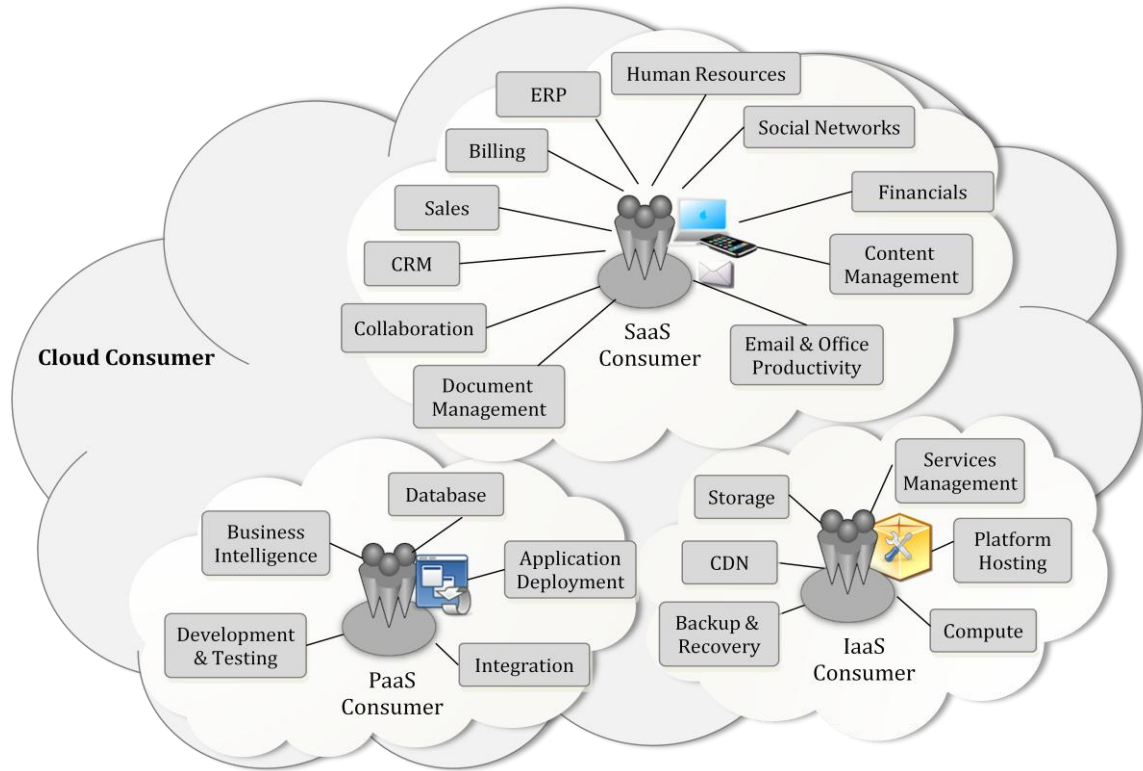 Human Resources
ERP
Social Networks
Billing
Financials
Sales
Content
Management
CRM
Collaboration
SaaS
Consumer
Email & Office
Productivity
Cloud Consumer
Document
Management
Database
Business
Intelligence
Application
Deployment
Development
& Testing
Integration
PaaS
Consumer
Services
Management
Storage
Platform
Hosting
CDN
Backup &
Recovery
Compute
IaaS
Consumer